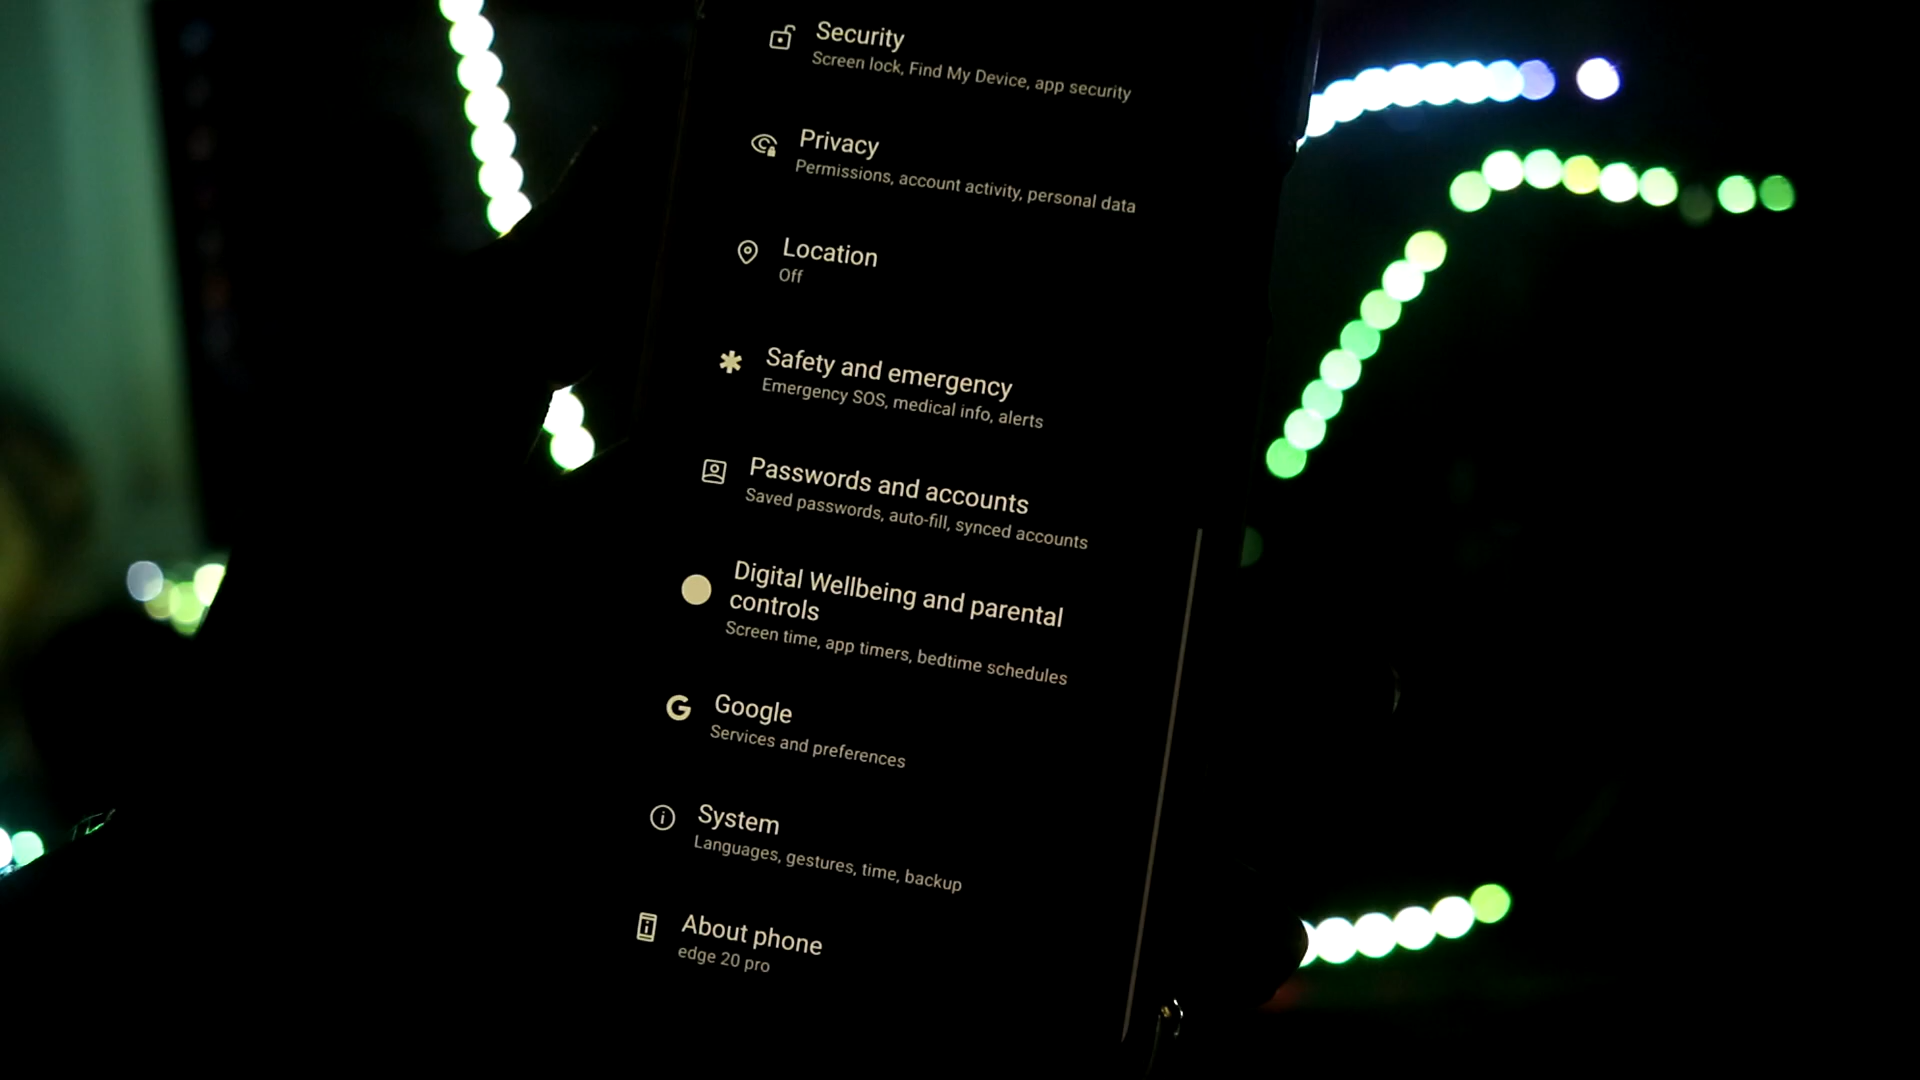 Security
Screen lock, Find My Device, app security
Privacy
Permissions, account activity, personal data
Location
Off
Safety and emergency
Emergency SOS, medical info, alerts
Passwords and accounts
Saved passwords, auto-fill, synced accounts
Digital Wellbeing and parental
controls
Screen time, app timers, bedtime schedules
Google
Services and preferences
System
Languages, gestures, time, backup
About phone
edge 20 pro